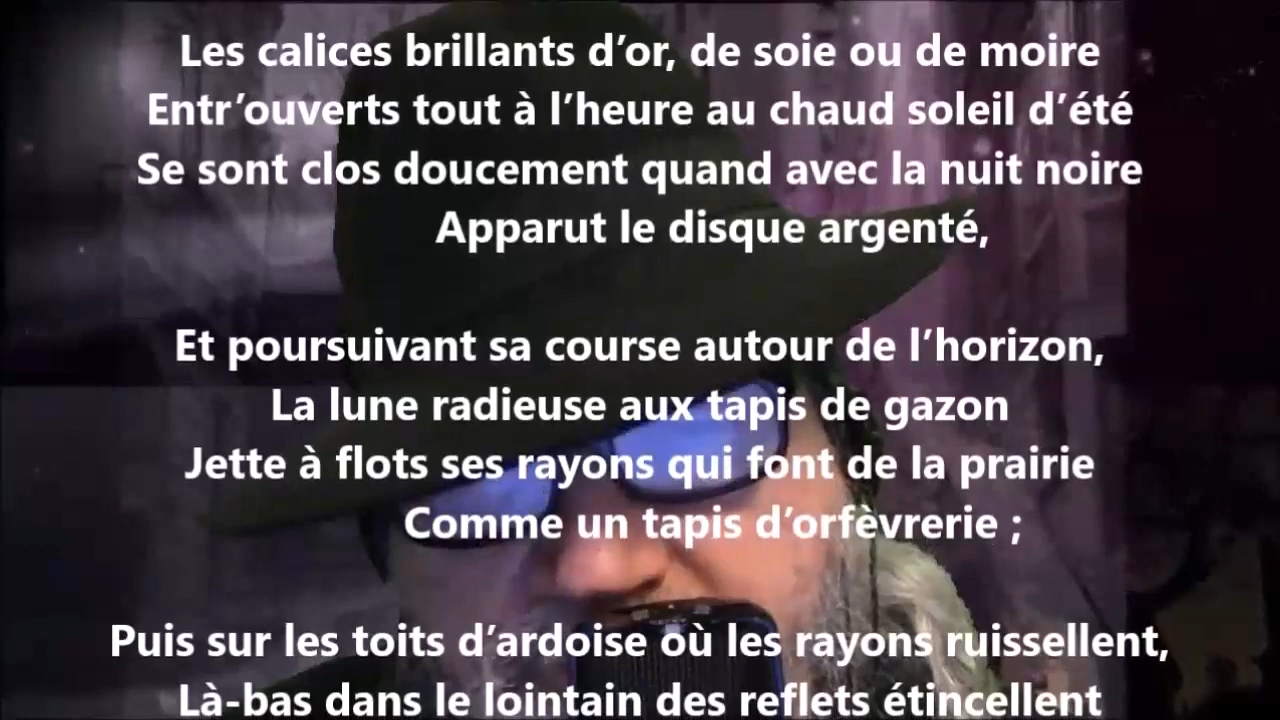 Les calices brillants d’or, de soie ou de moire
Entr’ouverts tout à l’heure au chaud soleil d’été
Se sont clos doucement quand avec la nuit noire
Apparut le disque argenté,
Et poursuivant sa course autour de l’horizon,
La lune radieuse aux tapis de gazon
Jette à flots ses rayons qui font de la prairie
Comme un tapis d’orfèvrerie ;
Puis sur les toits d’ardoise où les rayons ruissellent,
Là-bas dans le lointain des reflets étincellent